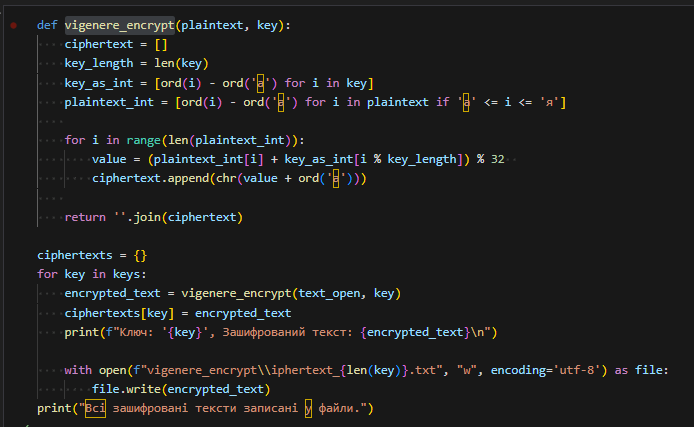 def vigenere_encrypt(plaintext, key):
    ciphertext = []
    key_length = len(key)
    key_as_int = [ord(i) - ord('а') for i in key]
    plaintext_int = [ord(i) - ord('а') for i in plaintext if 'а' <= i <= 'я']
    for i in range(len(plaintext_int)):
        value = (plaintext_int[i] + key_as_int[i % key_length]) % 32
        ciphertext.append(chr(value + ord('а')))
    return ''.join(ciphertext)
ciphertexts = {}
for key in keys:
    encrypted_text = vigenere_encrypt(text_open, key)
    ciphertexts[key] = encrypted_text
    print(f"Ключ: '{key}', Зашифрований текст: {encrypted_text}\n")
    with open(f"vigenere_encrypt\\iphertext_{len(key)}.txt", "w", encoding='utf-8') as file:
        file.write(encrypted_text)
print("Всі зашифровані тексти записані у файли.")